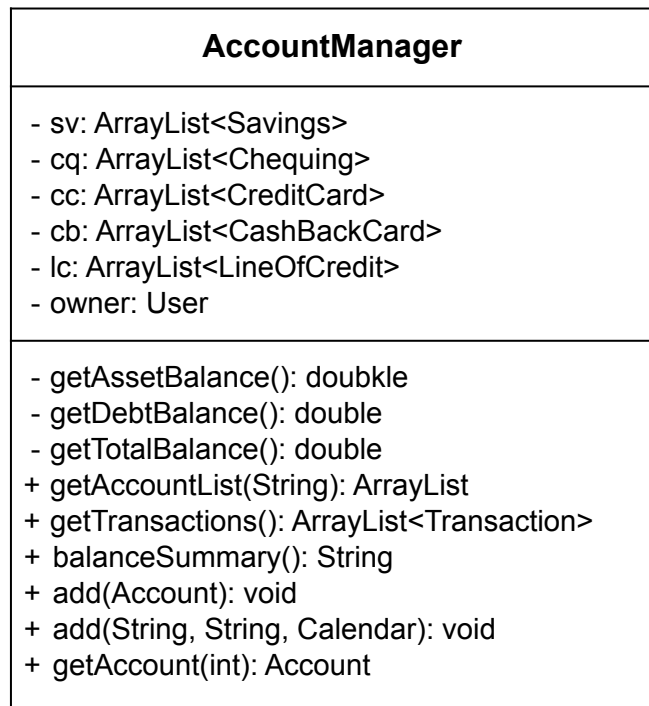 AccountManager
- sv: ArrayList<Savings>
- cq: ArrayList<Chequing>
- cc: ArrayList<CreditCard>
- cb: ArrayList<CashBackCard>
- lc: ArrayList<LineOfCredit>
- owner: User
- getAssetBalance(): doubkle
- getDebtBalance(): double
- getTotalBalance(): double
+ getAccountList(String): ArrayList
+ getTransactions(): ArrayList<Transaction>
+ balanceSummary(): String
+ add(Account): void
+ add(String, String, Calendar): void
+ getAccount(int): Account